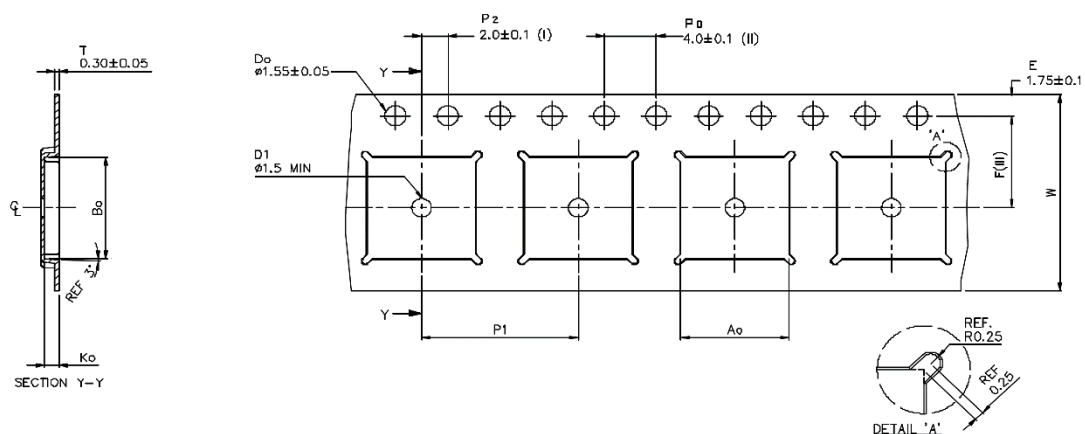 P2
2.0±0.1 (I)
Po
4.0±0.1 (II)
T
0.30±0.05
Do
ø1.55±0.05
Y
E
1.75±0.1
"A"
D1
ø1.5 MIN
F(III)
W
Bo
℄
REF 3°
Y
P1
Ao
Ko
SECTION Y-Y
REF.
R0.25
REF
0.25
DETAIL "A"